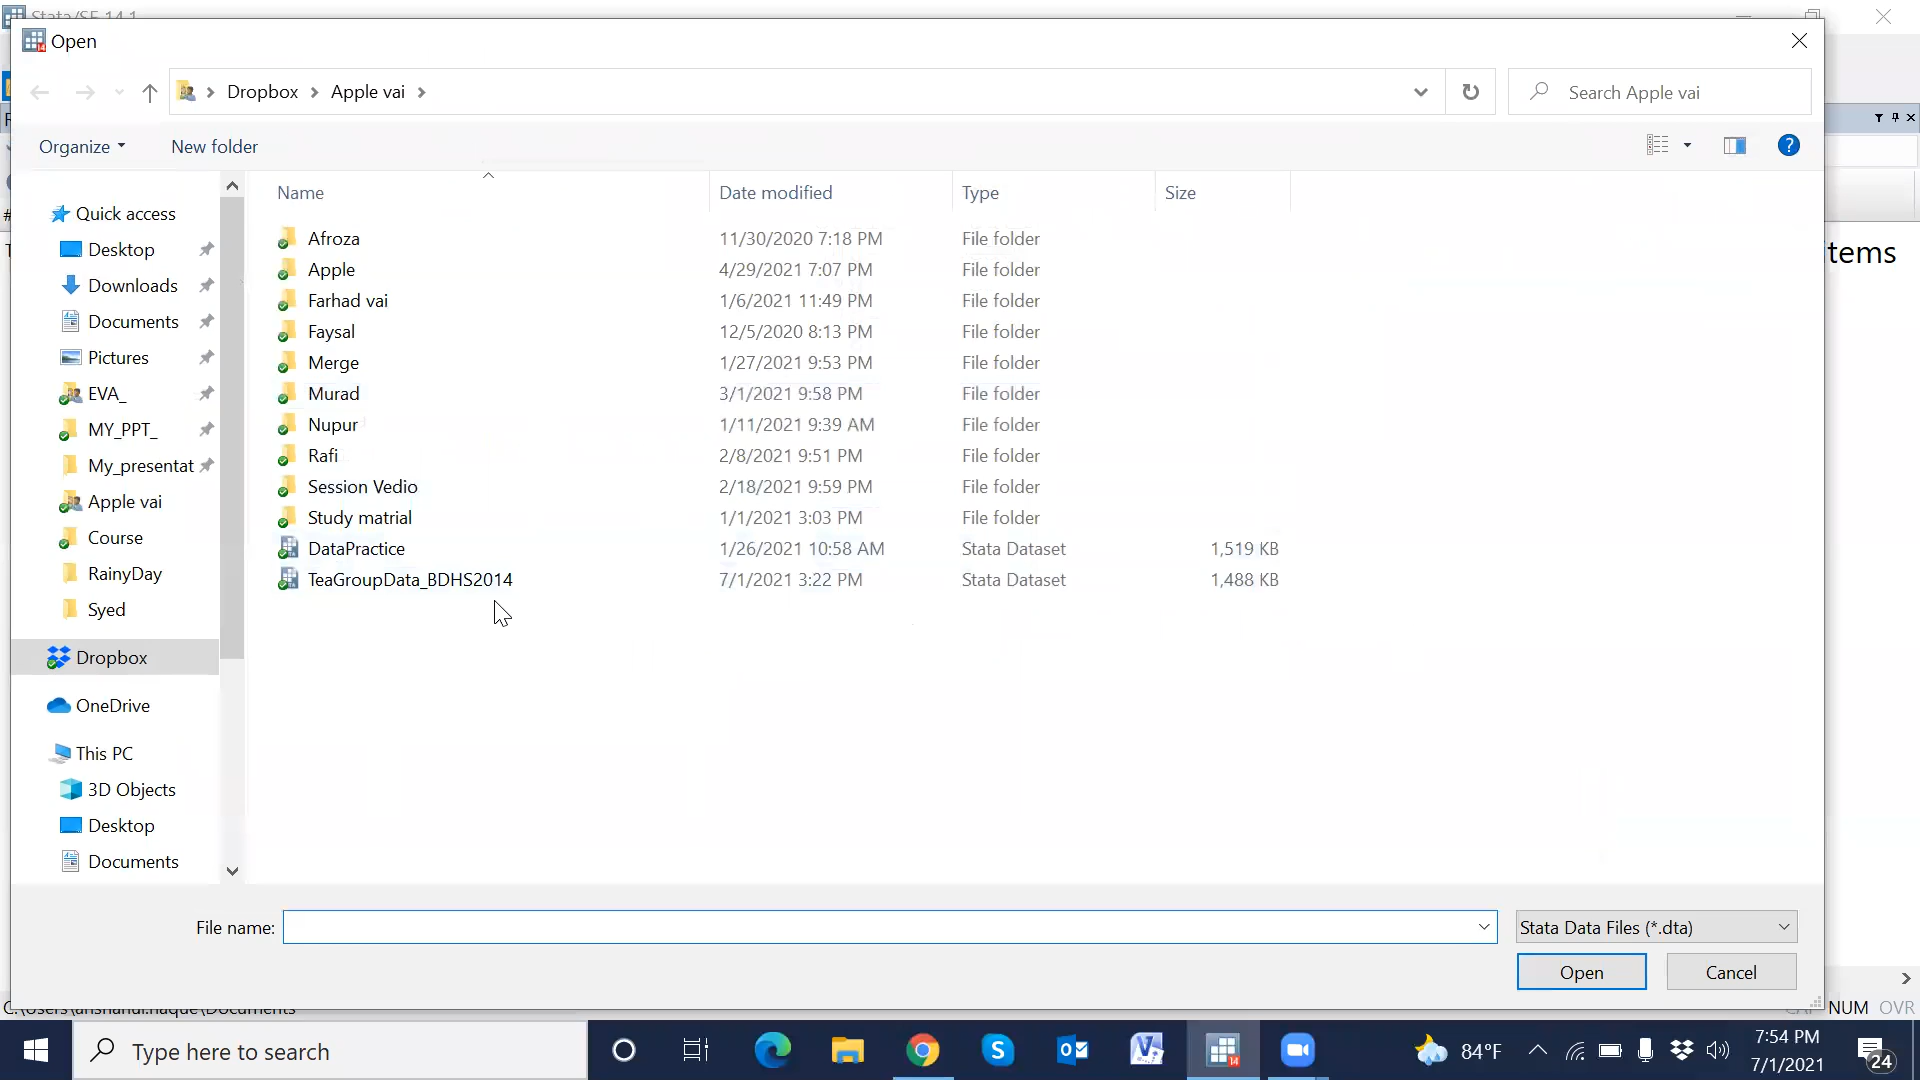 Stata/SE 14.1
Open
Dropbox Apple vai
Search Apple vai
Organize New folder
Name Date modified Type Size
Quick access
Desktop
Downloads
Documents
Pictures
EVA_
MY_PPT_
My_presentat
Apple vai
Course
RainyDay
Syed
Dropbox
OneDrive
This PC
3D Objects
Desktop
Documents
Afroza 11/30/2020 7:18 PM File folder
Apple 4/29/2021 7:07 PM File folder
Farhad vai 1/6/2021 11:49 PM File folder
Faysal 12/5/2020 8:13 PM File folder
Merge 1/27/2021 9:53 PM File folder
Murad 3/1/2021 9:58 PM File folder
Nupur 1/11/2021 9:39 AM File folder
Rafi 2/8/2021 9:51 PM File folder
Session Vedio 2/18/2021 9:59 PM File folder
Study matrial 1/1/2021 3:03 PM File folder
DataPractice 1/26/2021 10:58 AM Stata Dataset 1,519 KB
TeaGroupData_BDHS2014 7/1/2021 3:22 PM Stata Dataset 1,488 KB
tems
File name: Stata Data Files (*.dta)
Open Cancel
CAP NUM OVR
Type here to search
84°F
7:54 PM
7/1/2021
24